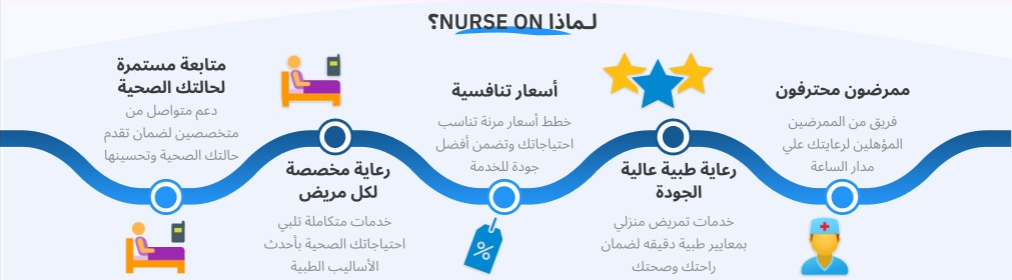 لماذا NURSE ON؟
ممرضون محترفون
فريق من الممرضين
المؤهلين لرعايتك علي
مدار الساعة
رعاية طبية عالية
الجودة
خدمات تمريض منزلي
بمعايير طبية دقيقه لضمان
راحتك وصحتك
أسعار تنافسية
خطط أسعار مرنة تناسب
احتياجاتك وتضمن أفضل
جودة للخدمة
رعاية مخصصة
لكل مريض
خدمات متكاملة تلبي
احتياجاتك الصحية بأحدث
الأساليب الطبية
متابعة مستمرة
لحالتك الصحية
دعم متواصل من
متخصصين لضمان تقدم
حالتك الصحية وتحسينها
%